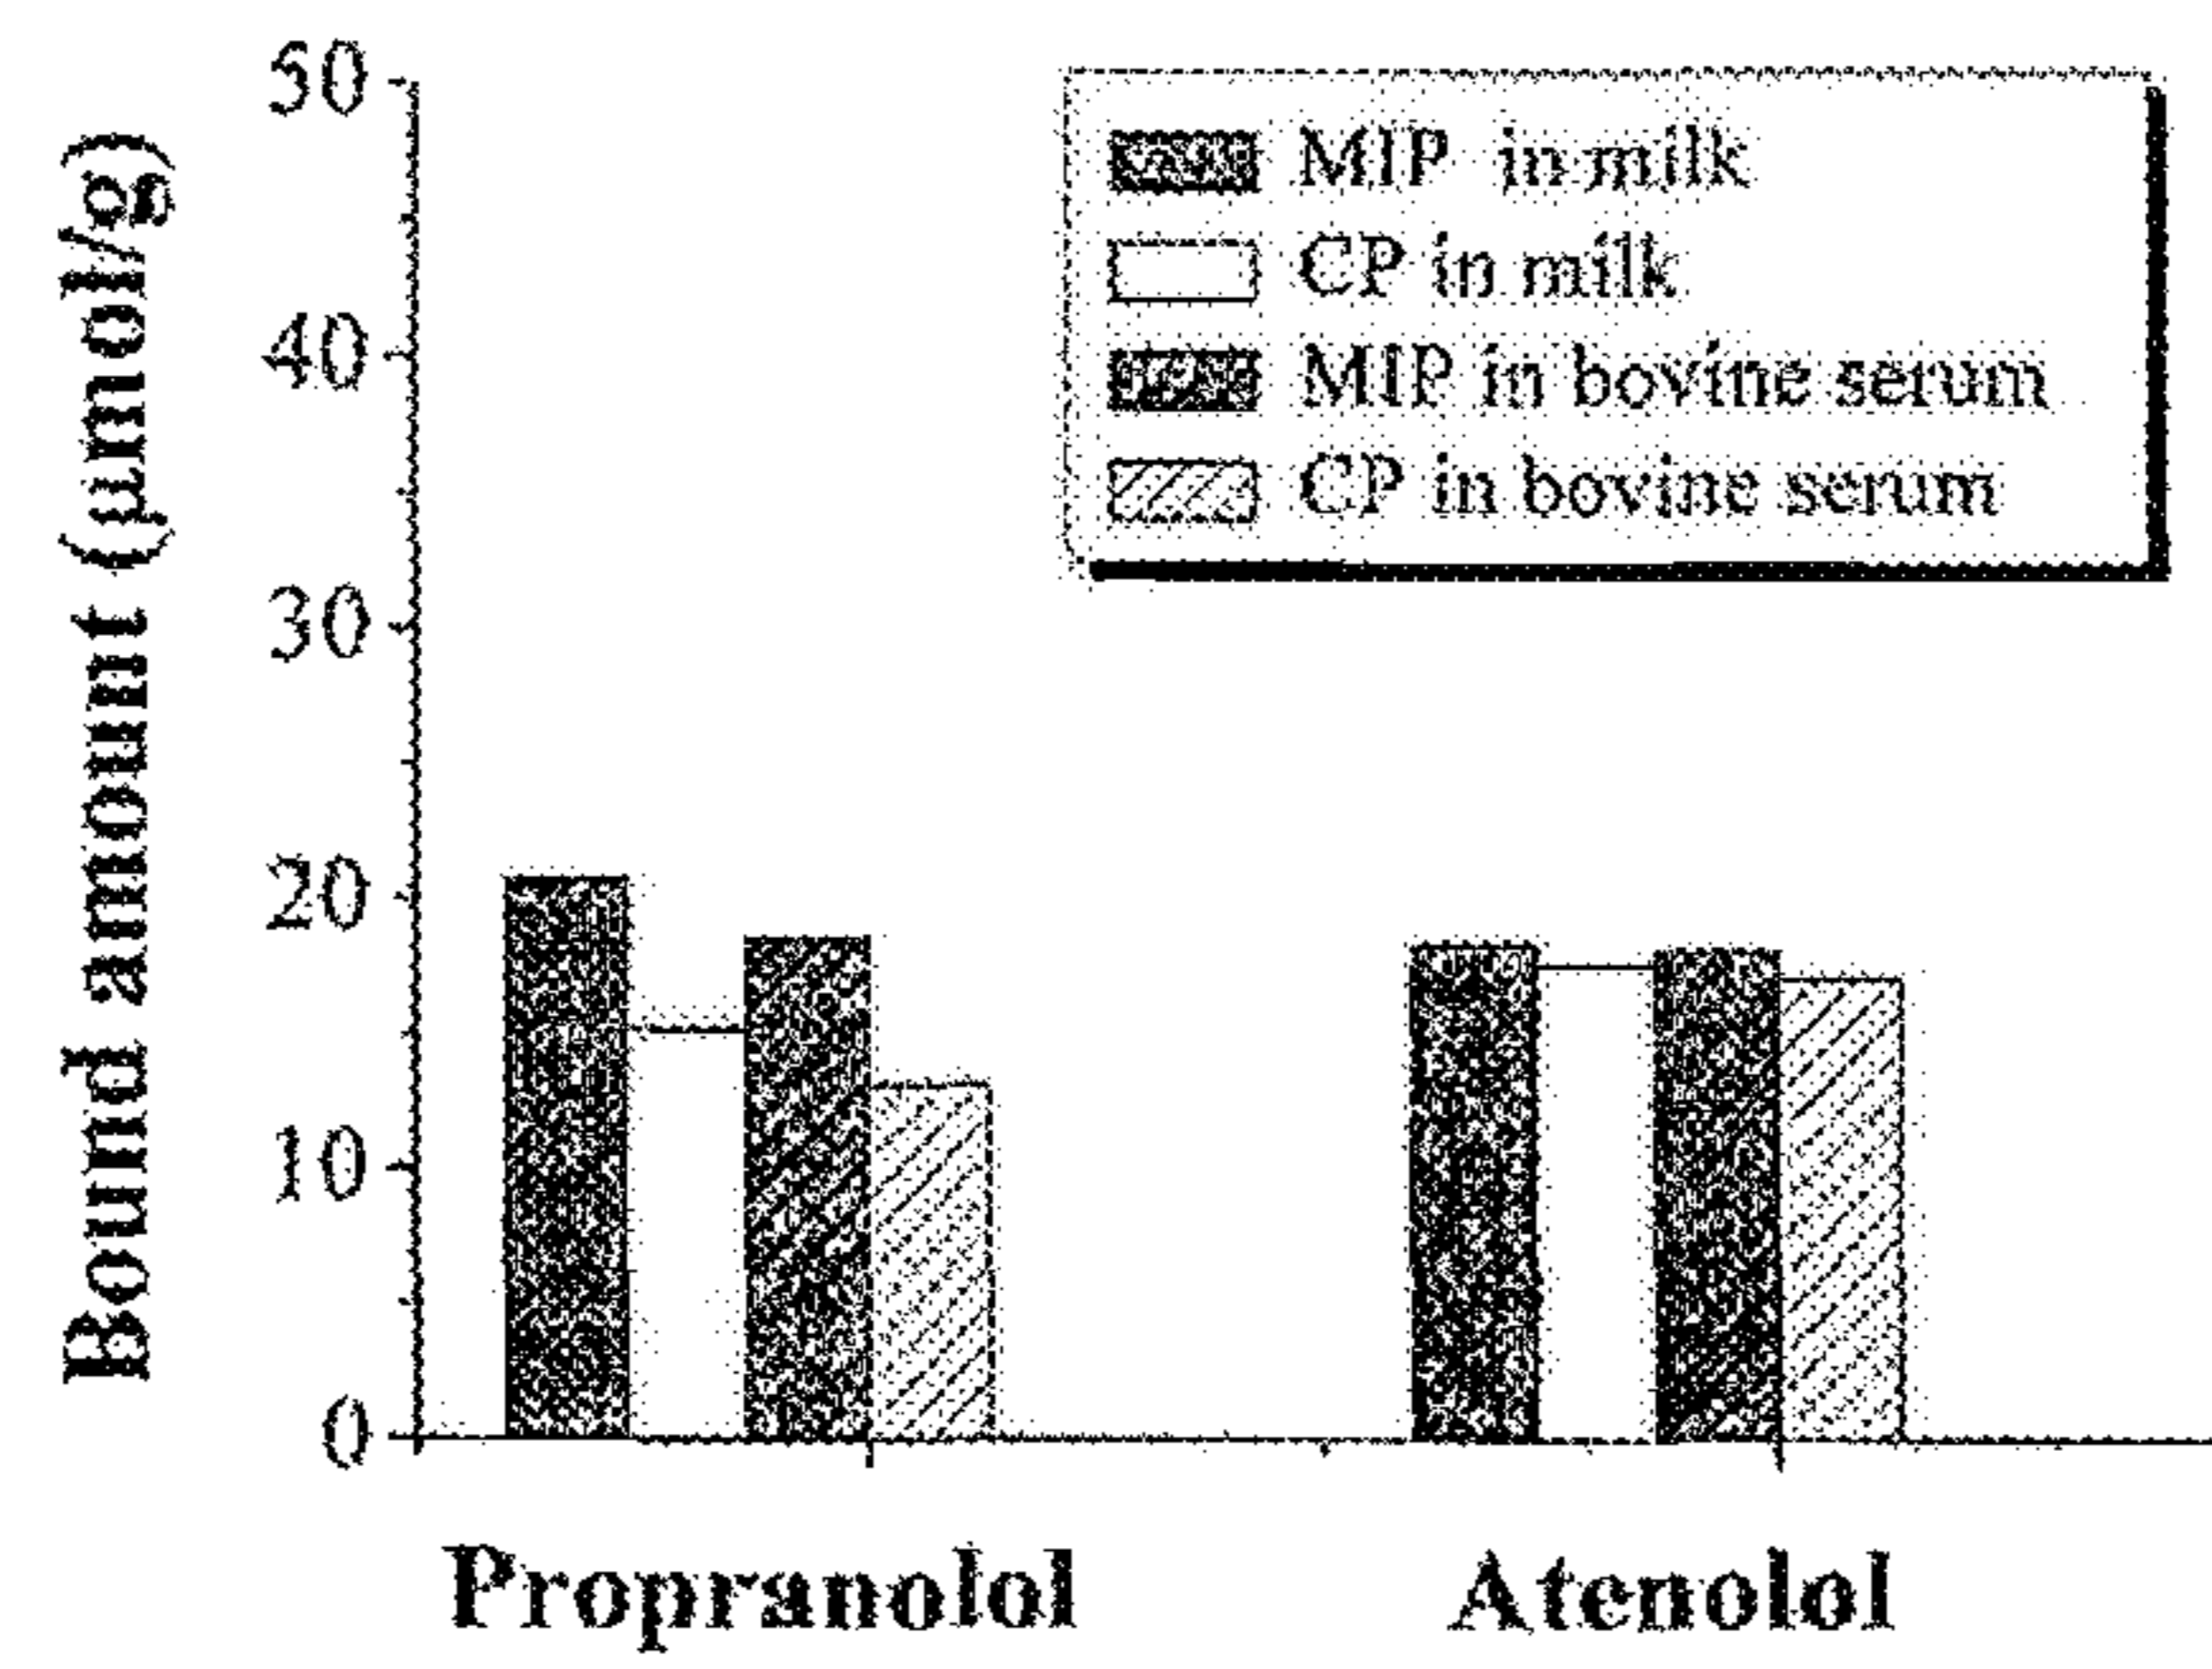 Bound amount (µmol/g)
50
40
30
20
10
0
MIP in milk
CP in milk
MIP in bovine serum
CP in bovine serum
Propranolol
Atenolol